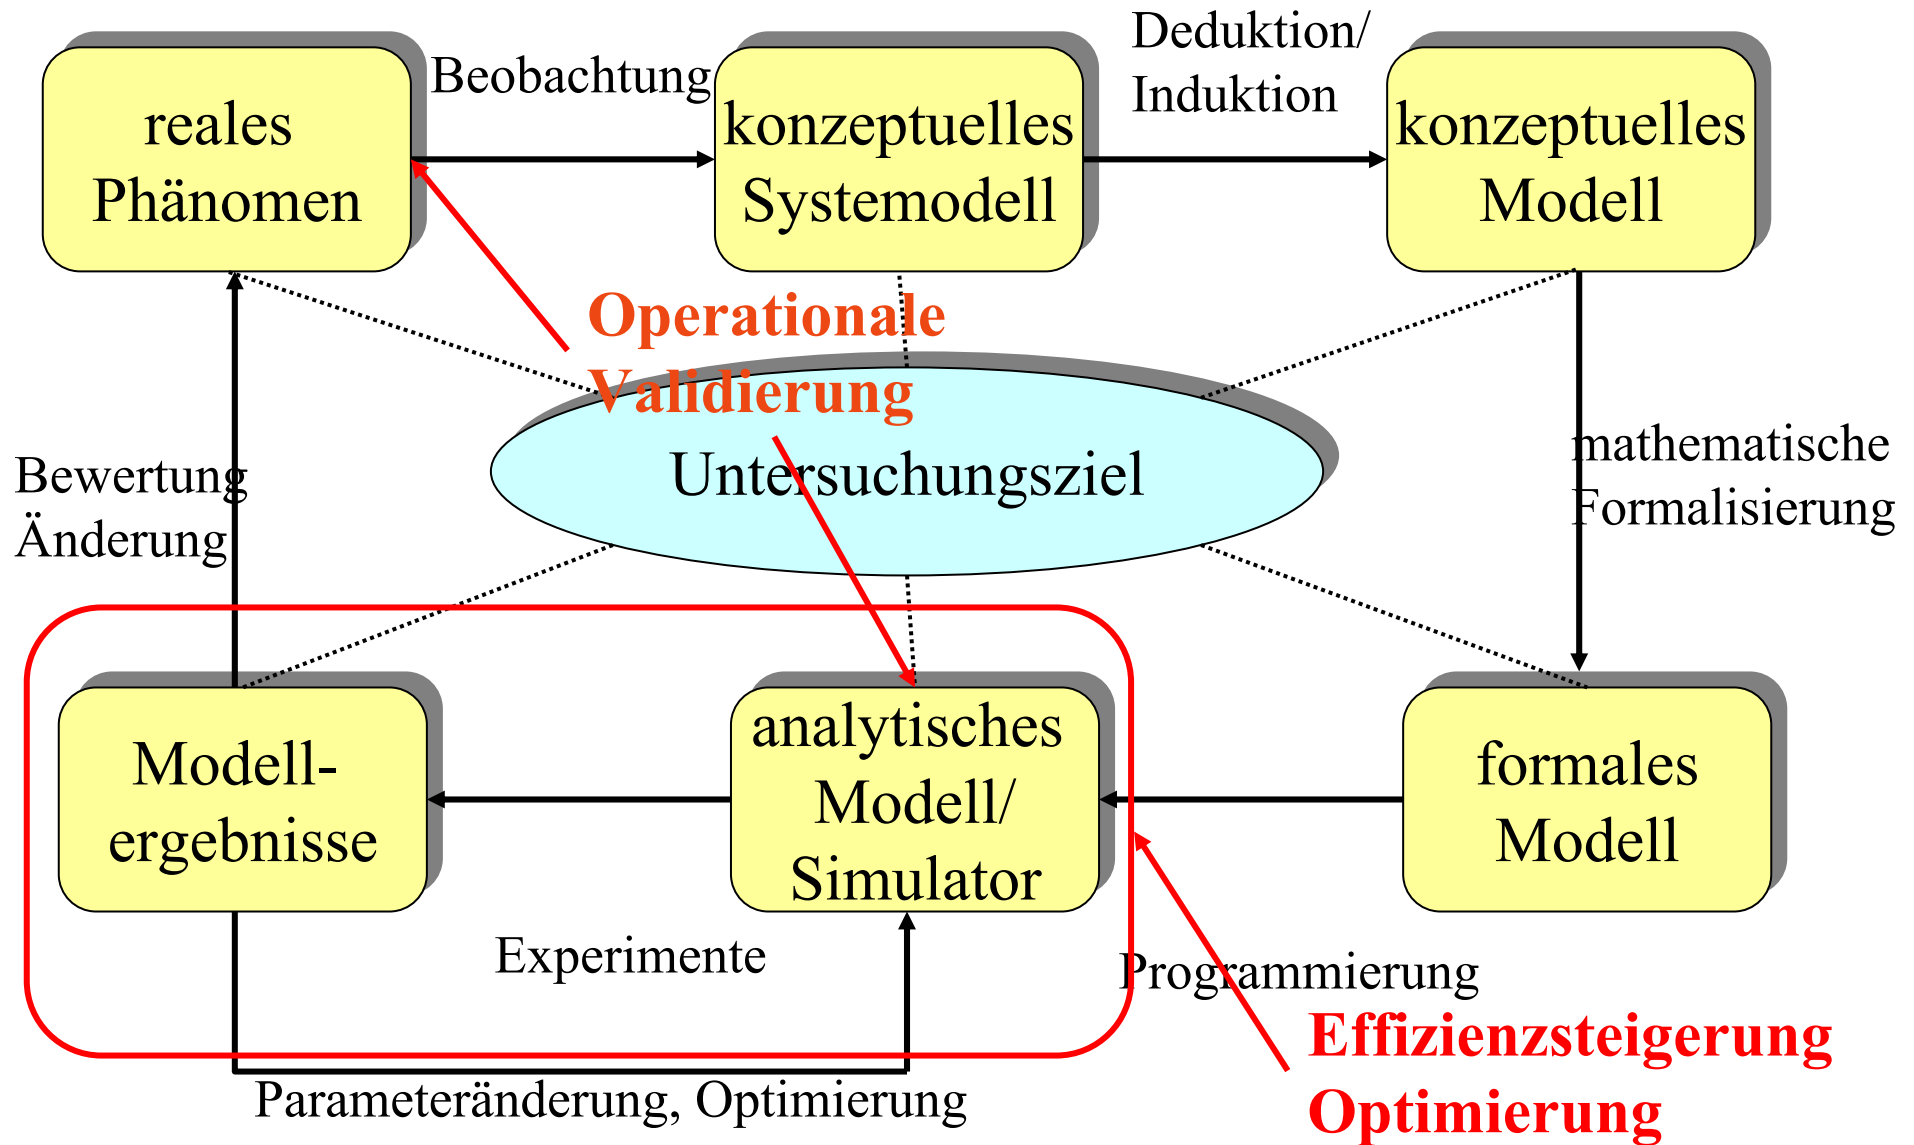 reales
Phänomen
Beobachtung
konzeptuelles
Systemodell
Deduktion/
Induktion
konzeptuelles
Modell
Operationale
Validierung
Untersuchungsziel
Bewertung
Änderung
mathematische
Formalisierung
Modell-
ergebnisse
analytisches
Modell/
Simulator
formales
Modell
Experimente
Programmierung
Effizienzsteigerung
Optimierung
Parameteränderung, Optimierung